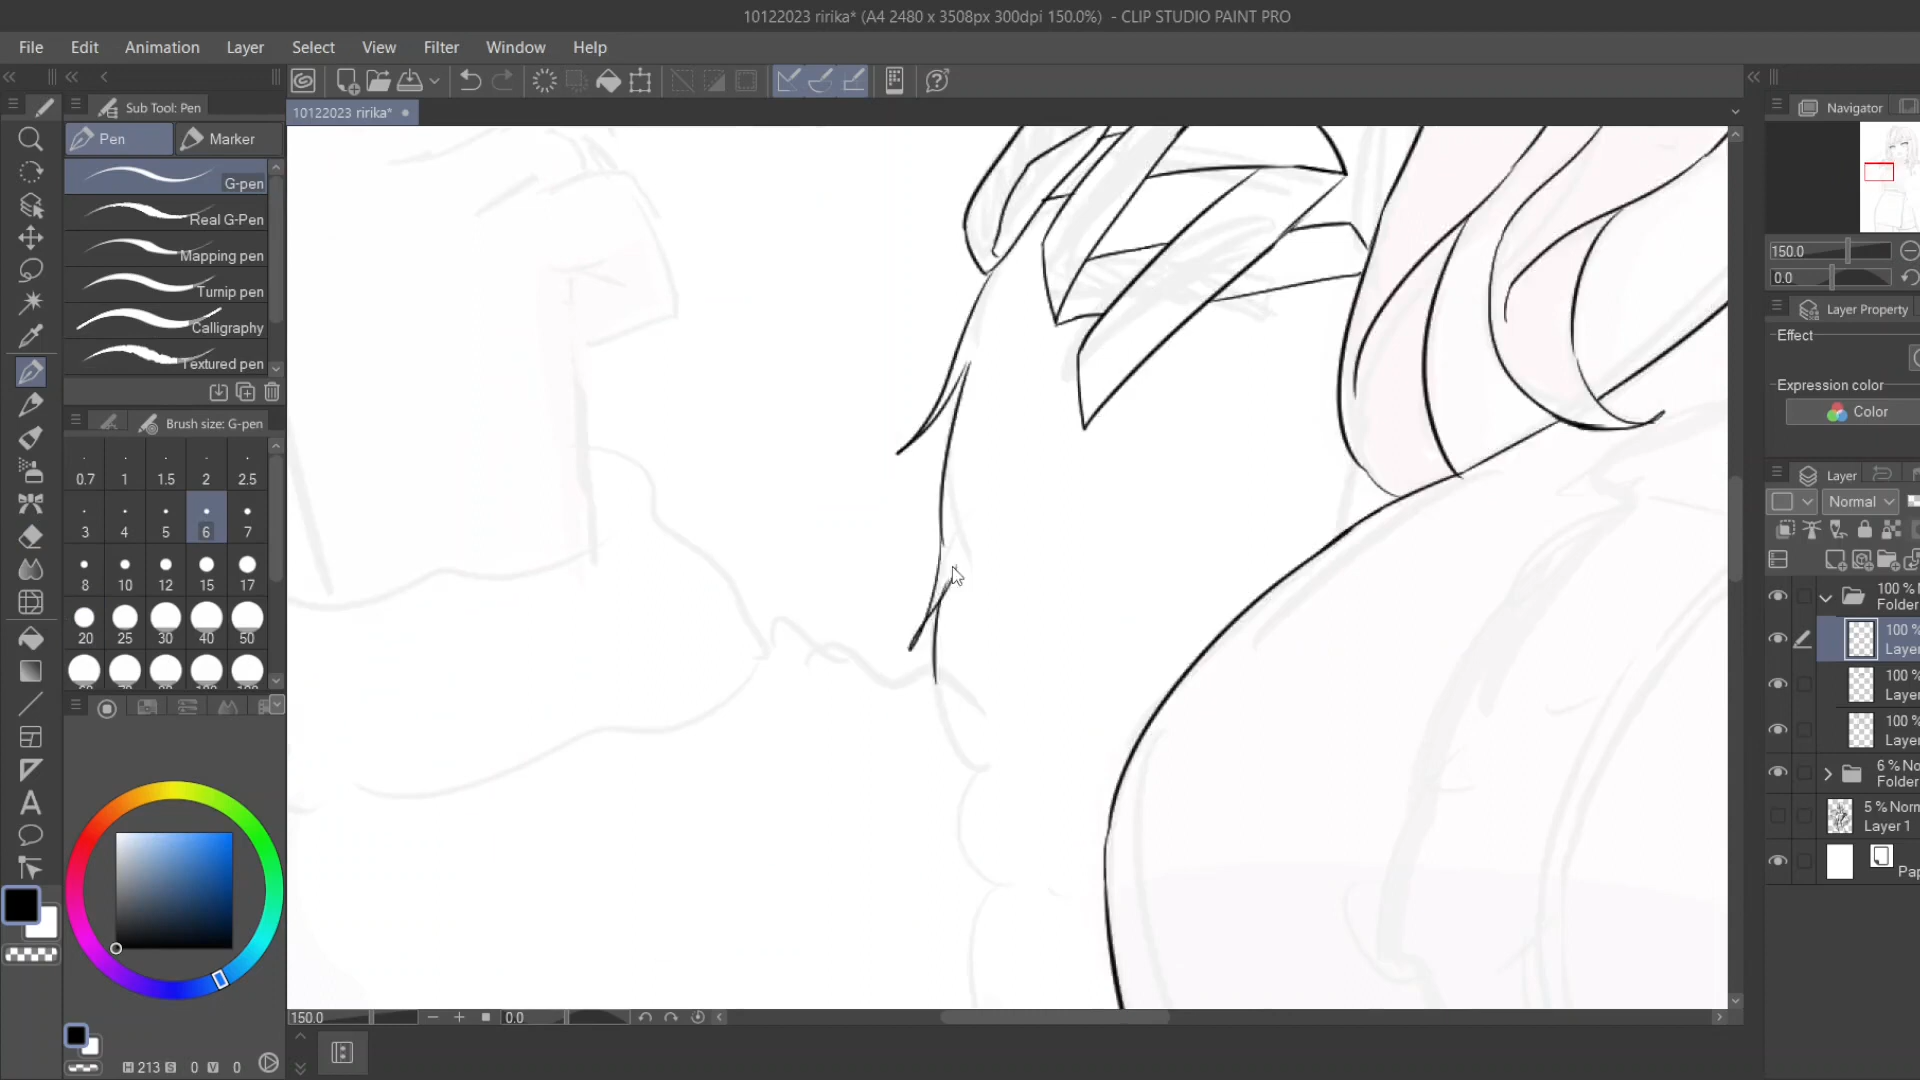 10122023 ririka* (A4 2480 x 3508px 300dpi 150.0%) - CLIP STUDIO PAINT PRO
File Edit Animation Layer Select View Filter Window Help
Sub Tool: Pen
10122023 ririka*
Navigator
Pen Marker
G-pen
Real G-Pen
Mapping pen
Turnip pen
Calligraphy
Textured pen
150.0
0.0
Layer Property
Effect
Expression color
Color
Brush size: G-pen
0.7 1 1.5 2 2.5
3 4 5 6 7
8 10 12 15 17
20 25 30 40 50
Layer
Normal
100 %
Folder
100 %
Laye
100 %
Laye
100 %
Laye
6 % No
Folder
5 % Norm
Layer 1
Pap
150.0 0.0
H 213 S 0 V 0